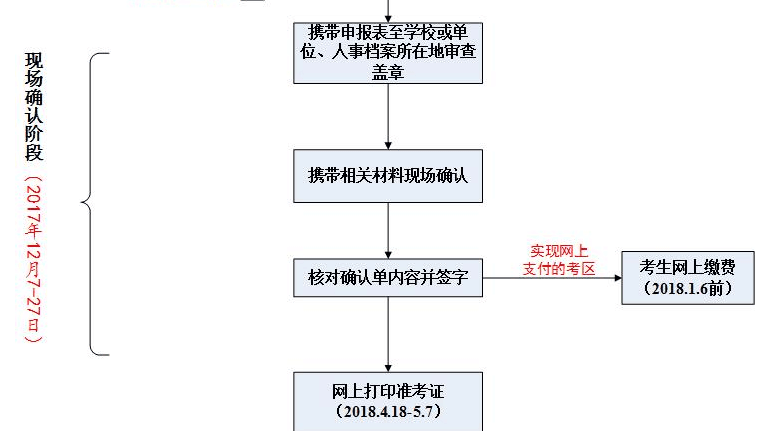 携带申报表至学校或单
位、人事档案所在地审查
盖章
现场确认阶段（2017年12月7-27日）
携带相关材料现场确认
核对确认单内容并签字
实现网上
支付的考区
考生网上缴费
（2018.1.6前）
网上打印准考证
（2018.4.18-5.7）